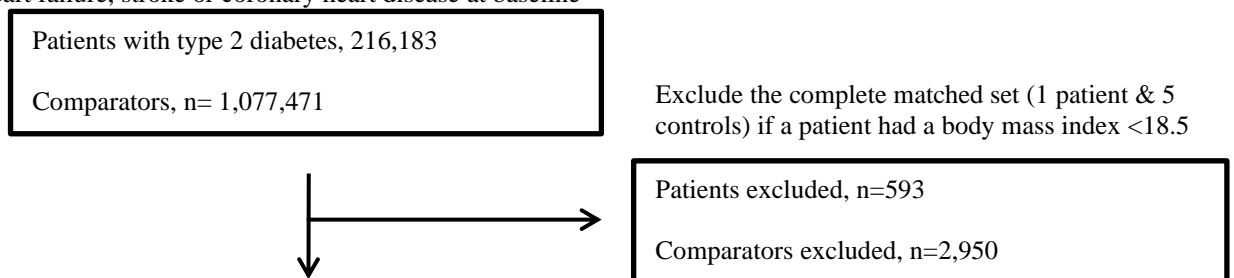 failure, stroke or coronary heart disease at baseline
Patients with type 2 diabetes, 216,183
Comparators, n= 1,077,471
Exclude the complete matched set (1 patient & 5
controls) if a patient had a body mass index <18.5
Patients excluded, n=593
Comparators excluded, n=2,950